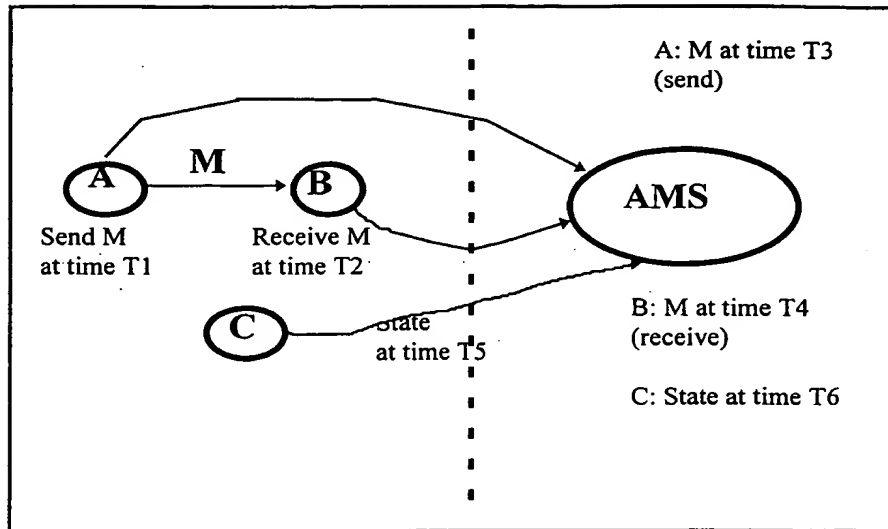 A: M at time T3
(send)
A
M
B
AMS
Send M
at time T1
Receive M
at time T2
C
State
at time T5
B: M at time T4
(receive)
C: State at time T6